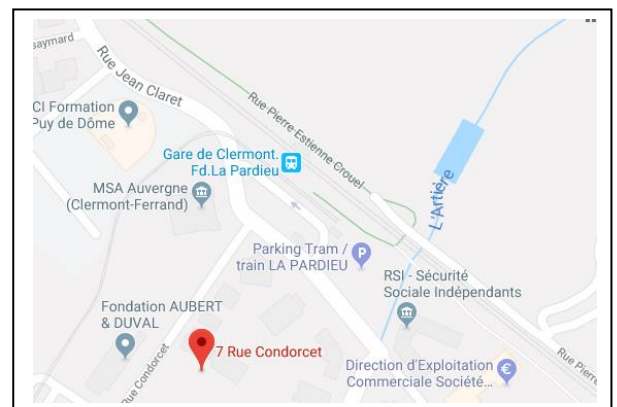 saymard
Rue Jean Claret
CI Formation
Puy de Dôme
Rue Pierre Estienne Crouel
Gare de Clermont.
Fd.La Pardieu
MSA Auvergne
(Clermont-Ferrand)
L'Artière
Parking Tram /
train LA PARDIEU
P
RSI - Sécurité
Sociale Indépendants
Fondation AUBERT
& DUVAL
7 Rue Condorcet
Rue Condorcet
Direction d'Exploitation
Commerciale Société...
€
Rue Pierre